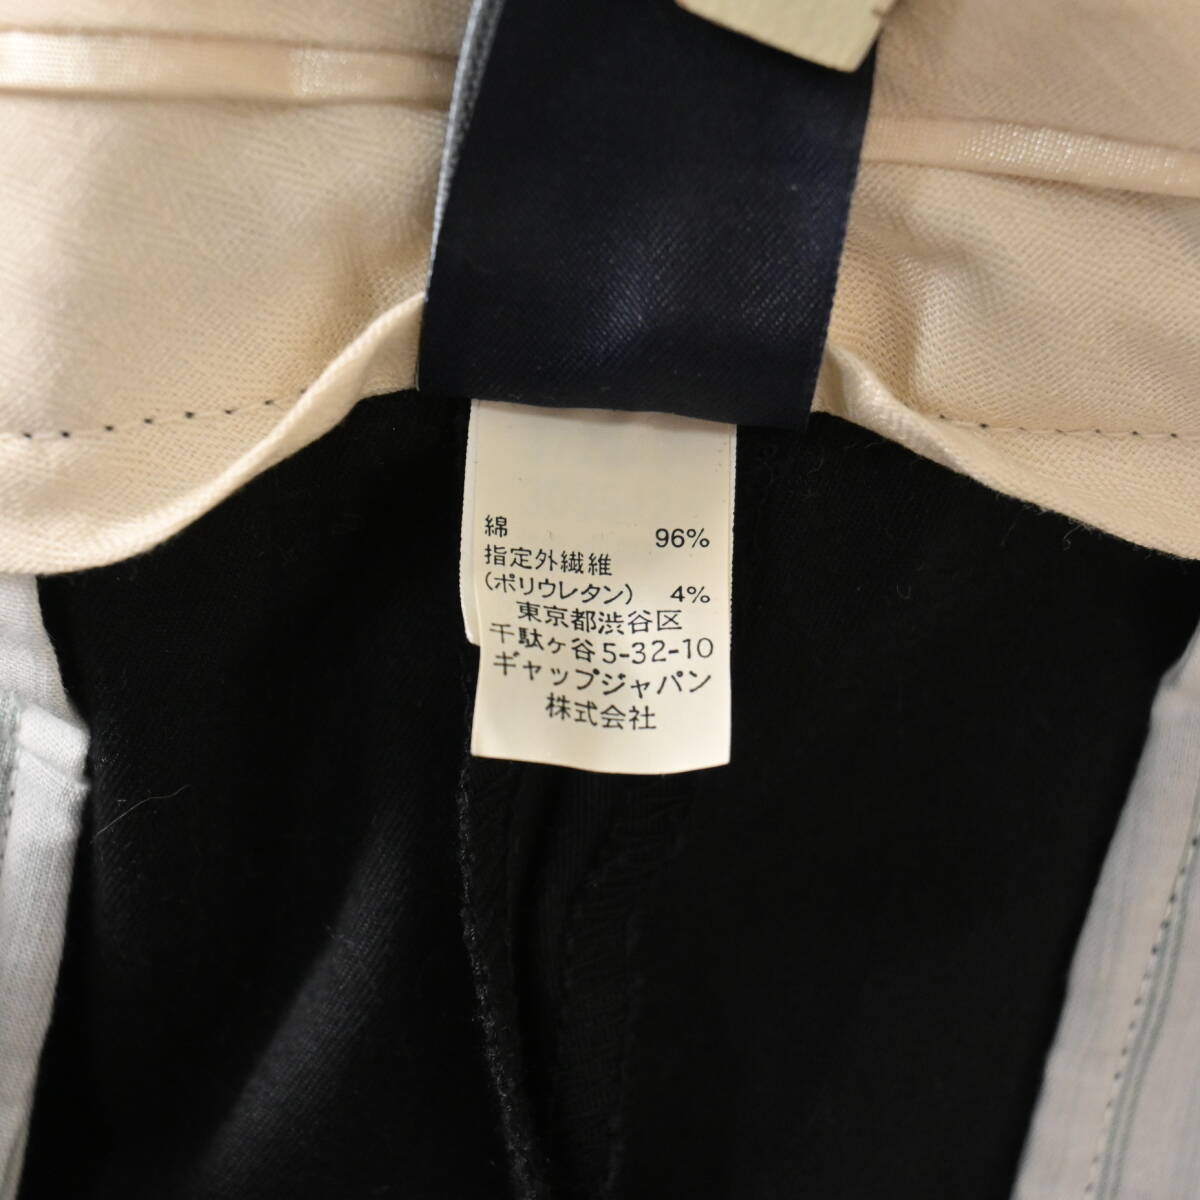 綿 96%
指定外繊維
(ポリウレタン) 4%
東京都渋谷区
千駄ヶ谷5-32-10
ギャップジャパン
株式会社